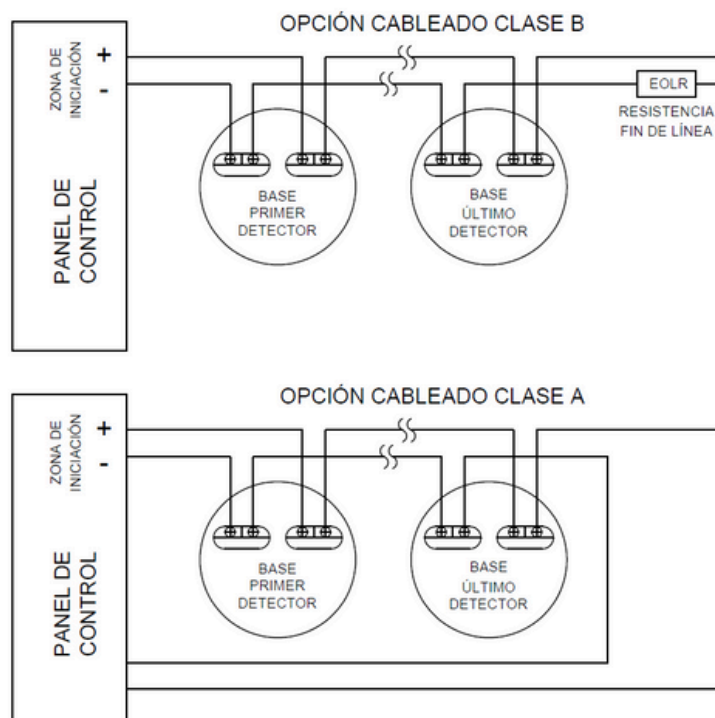 OPCIÓN CABLEADO CLASE B
ZONA DE
INICIACIÓN
+
-
PANEL DE
CONTROL
BASE
PRIMER
DETECTOR
BASE
ÚLTIMO
DETECTOR
EOLR
RESISTENCIA
FIN DE LÍNEA
OPCIÓN CABLEADO CLASE A
ZONA DE
INICIACIÓN
+
-
PANEL DE
CONTROL
BASE
PRIMER
DETECTOR
BASE
ÚLTIMO
DETECTOR